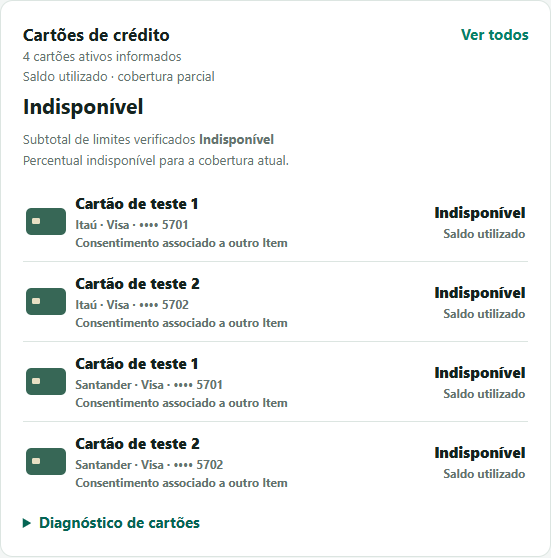 Cartões de crédito
Ver todos
4 cartões ativos informados
Saldo utilizado · cobertura parcial
Indisponível
Subtotal de limites verificados Indisponível
Percentual indisponível para a cobertura atual.
Cartão de teste 1
Itaú · Visa · •••• 5701
Consentimento associado a outro Item
Indisponível
Saldo utilizado
Cartão de teste 2
Itaú · Visa · •••• 5702
Consentimento associado a outro Item
Indisponível
Saldo utilizado
Cartão de teste 1
Santander · Visa · •••• 5701
Consentimento associado a outro Item
Indisponível
Saldo utilizado
Cartão de teste 2
Santander · Visa · •••• 5702
Consentimento associado a outro Item
Indisponível
Saldo utilizado
▶ Diagnóstico de cartões